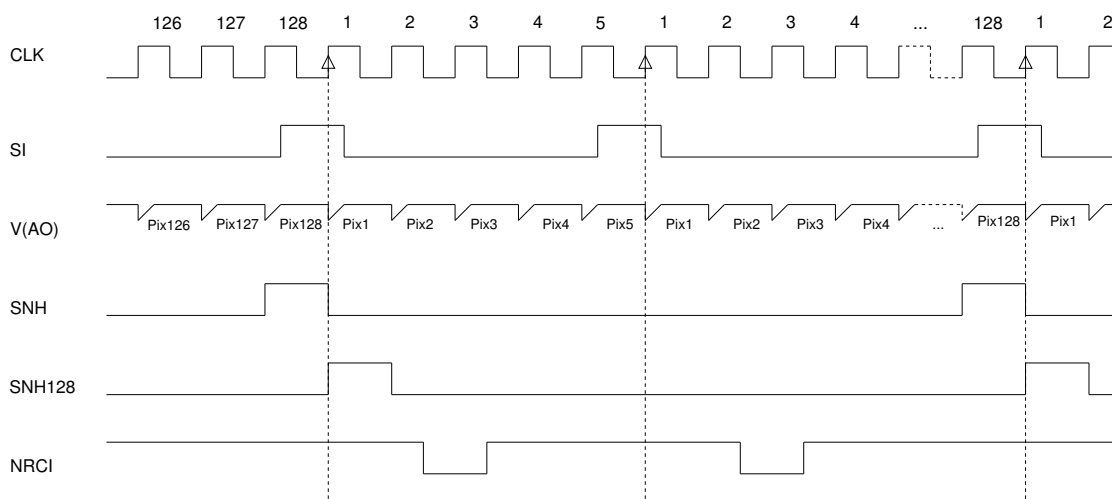 126 127 128 1 2 3 4 5 1 2 3 4 ... 128 1 2
CLK
SI
V(AO)
Pix126 Pix127 Pix128 Pix1 Pix2 Pix3 Pix4 Pix5 Pix1 Pix2 Pix3 Pix4 ... Pix128 Pix1
SNH
SNH128
NRCI